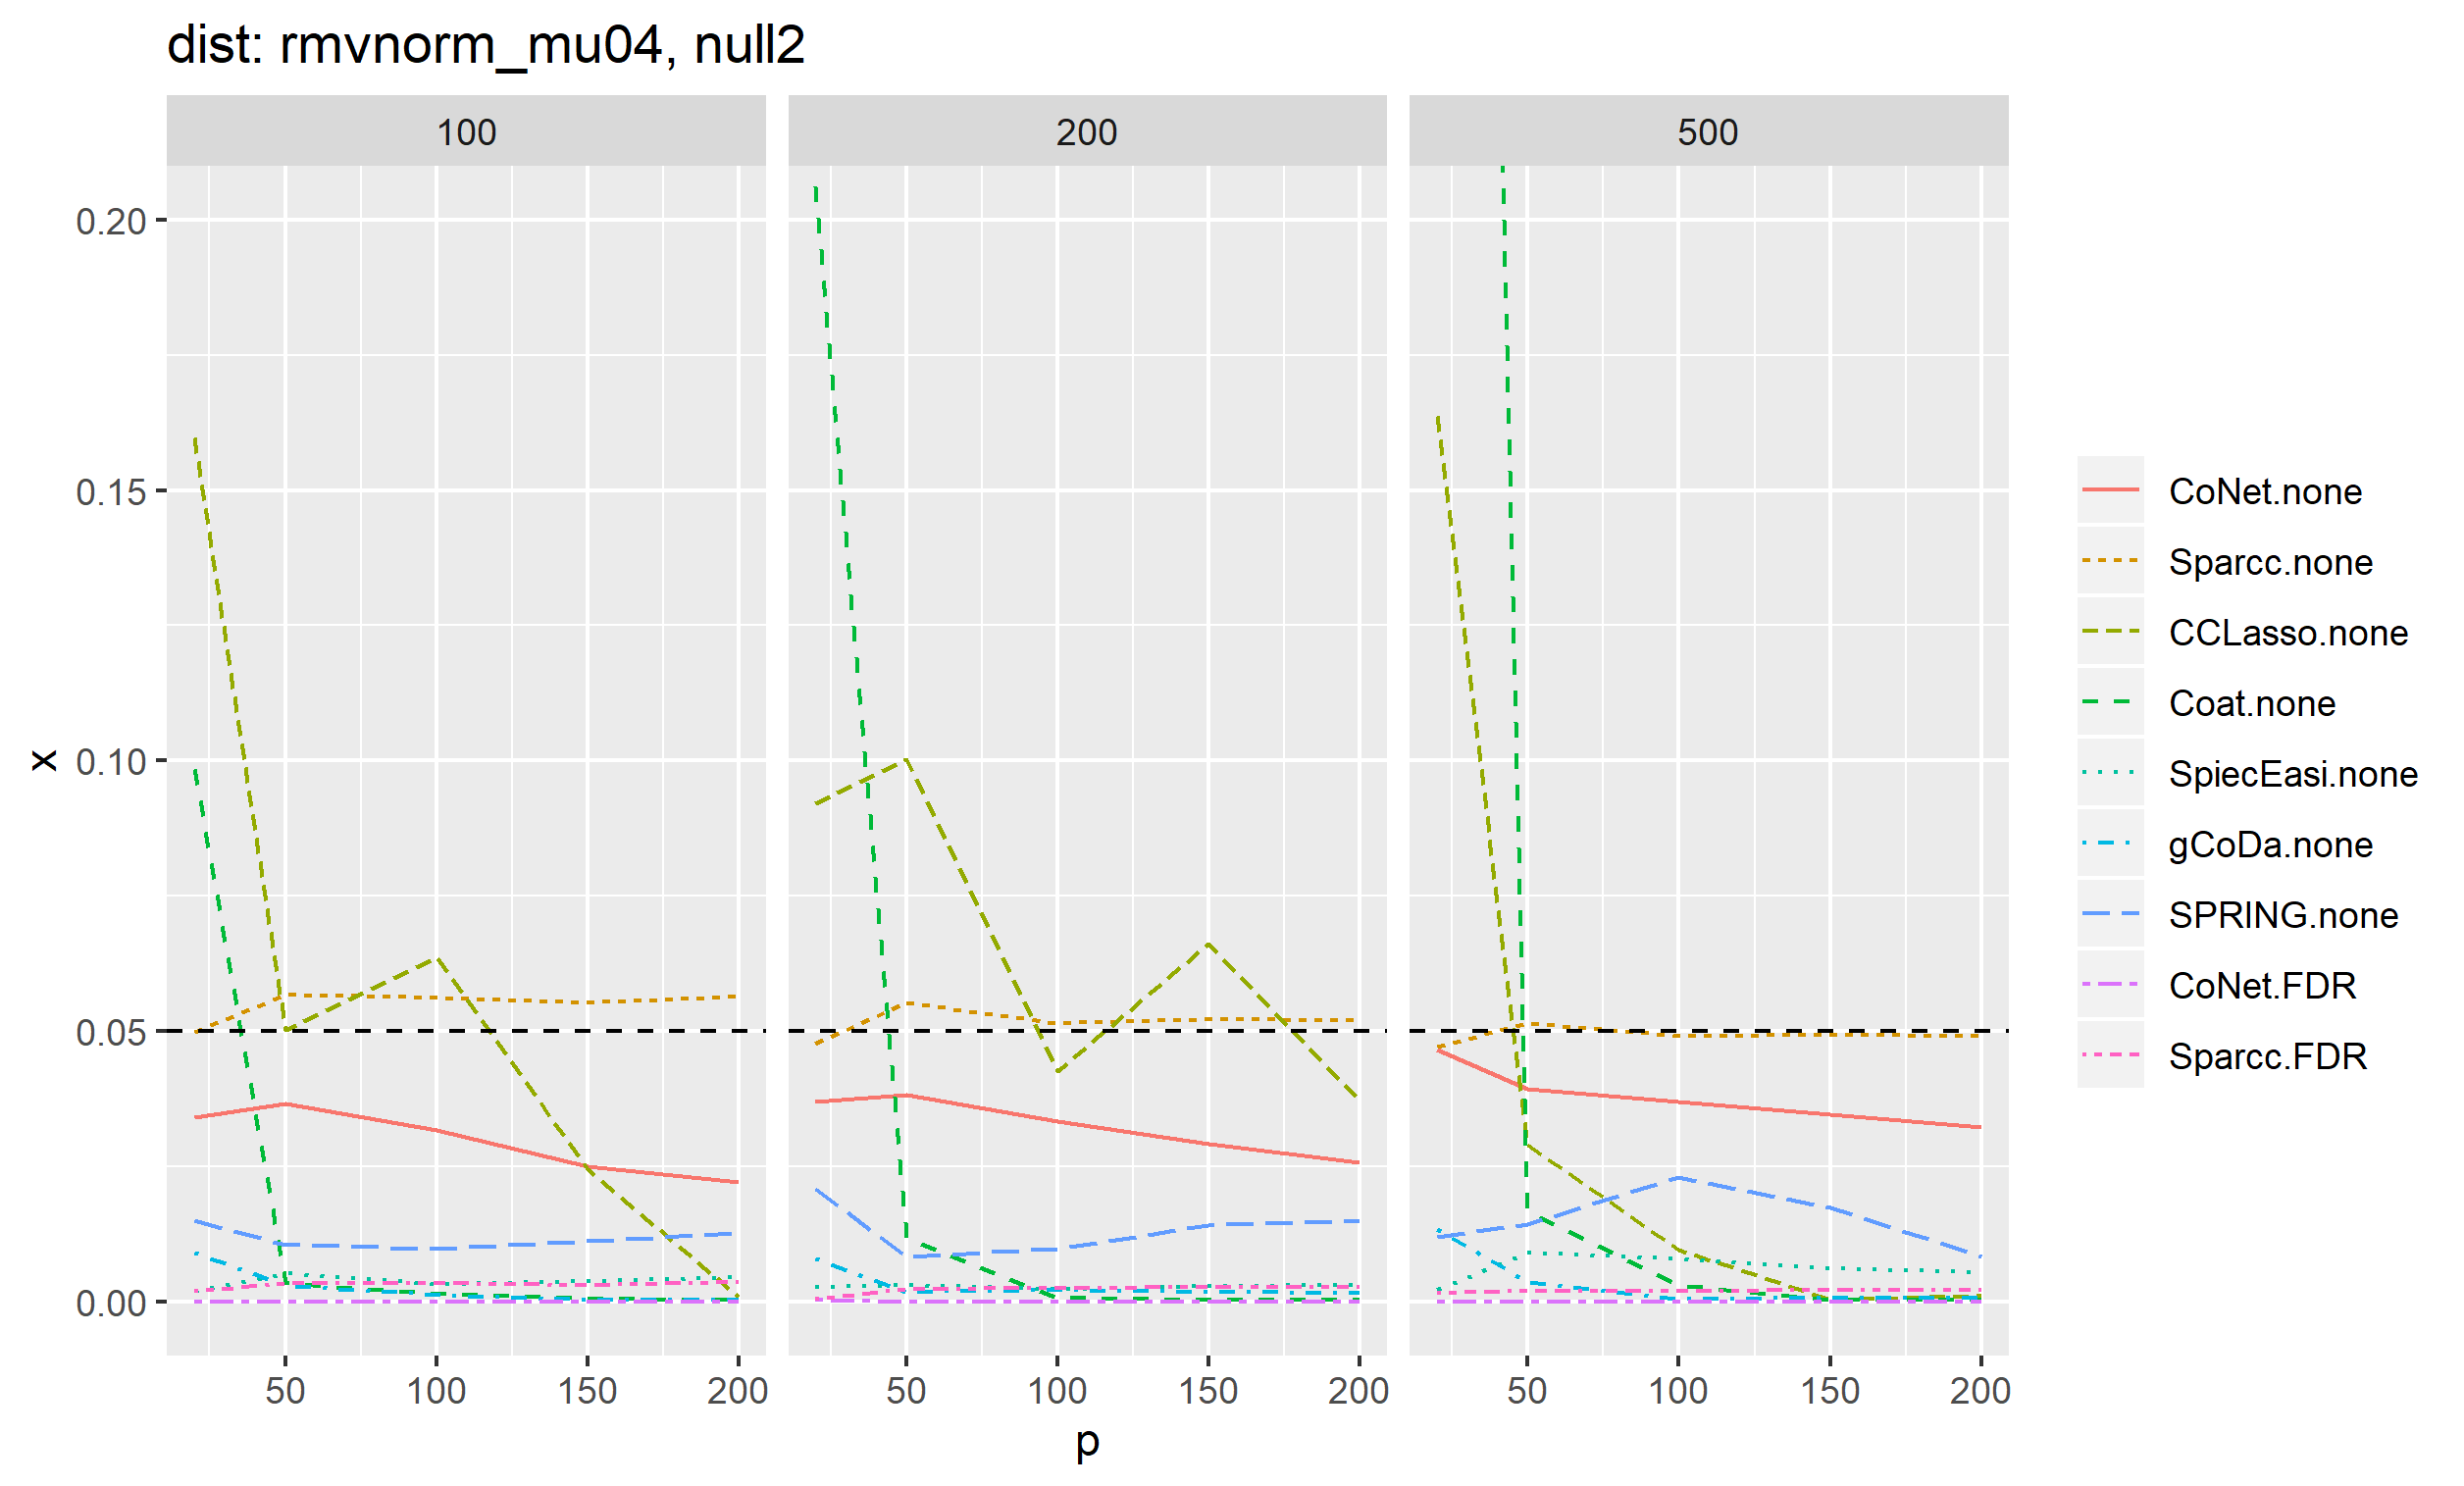 dist: rmvnorm_mu04, null2
100 200 500
0.20
0.15
0.10
0.05
0.00
x
50 100 150 200 50 100 150 200 50 100 150 200
p
CoNet.none
Sparcc.none
CCLasso.none
Coat.none
SpiecEasi.none
gCoDa.none
SPRING.none
CoNet.FDR
Sparcc.FDR